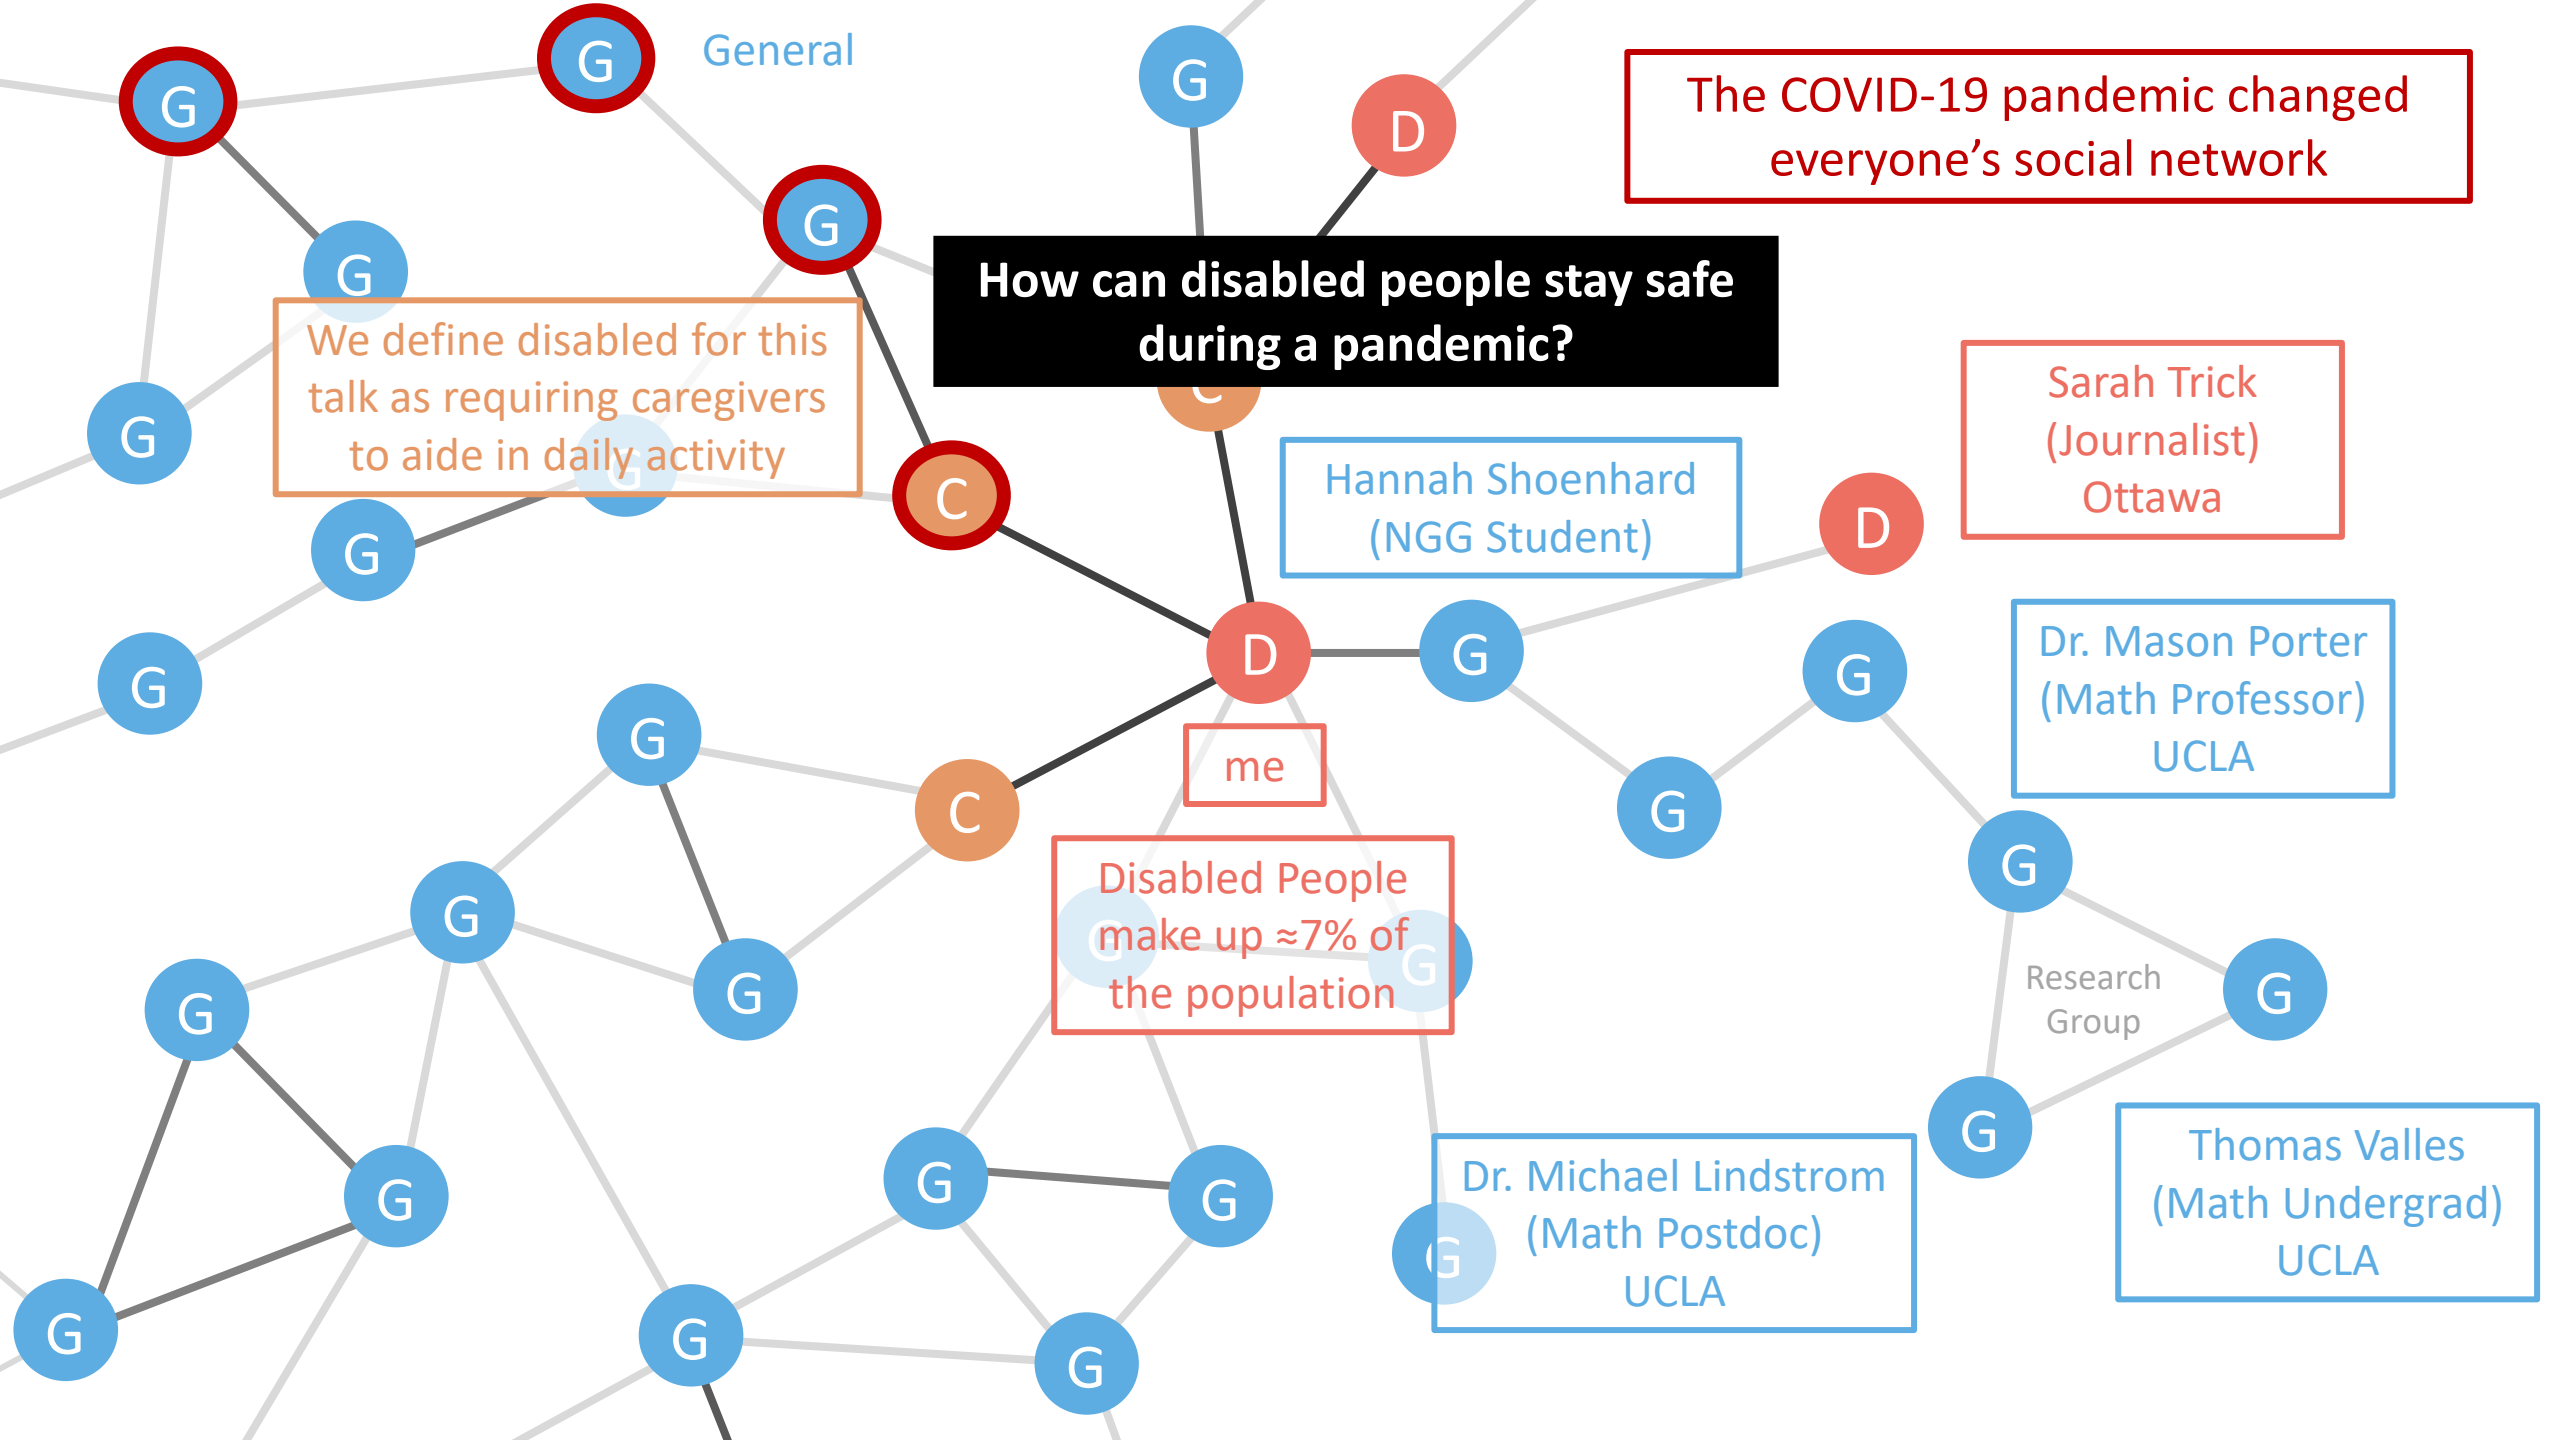 G
G
General
G
D
The COVID-19 pandemic changed
everyone’s social network
G
G
G
How can disabled people stay safe
during a pandemic?
We define disabled for this
talk as requiring caregivers
to aide in daily activity
G
G
C
C
Sarah Trick
(Journalist)
Ottawa
Hannah Shoenhard
(NGG Student)
D
G
G
D
G
G
Dr. Mason Porter
(Math Professor)
UCLA
me
G
C
G
G
Disabled People
make up ≈7% of
the population
G
G
G
G
G
Research
Group
G
G
G
G
G
G
G
Dr. Michael Lindstrom
(Math Postdoc)
UCLA
G
Thomas Valles
(Math Undergrad)
UCLA
G
G
G